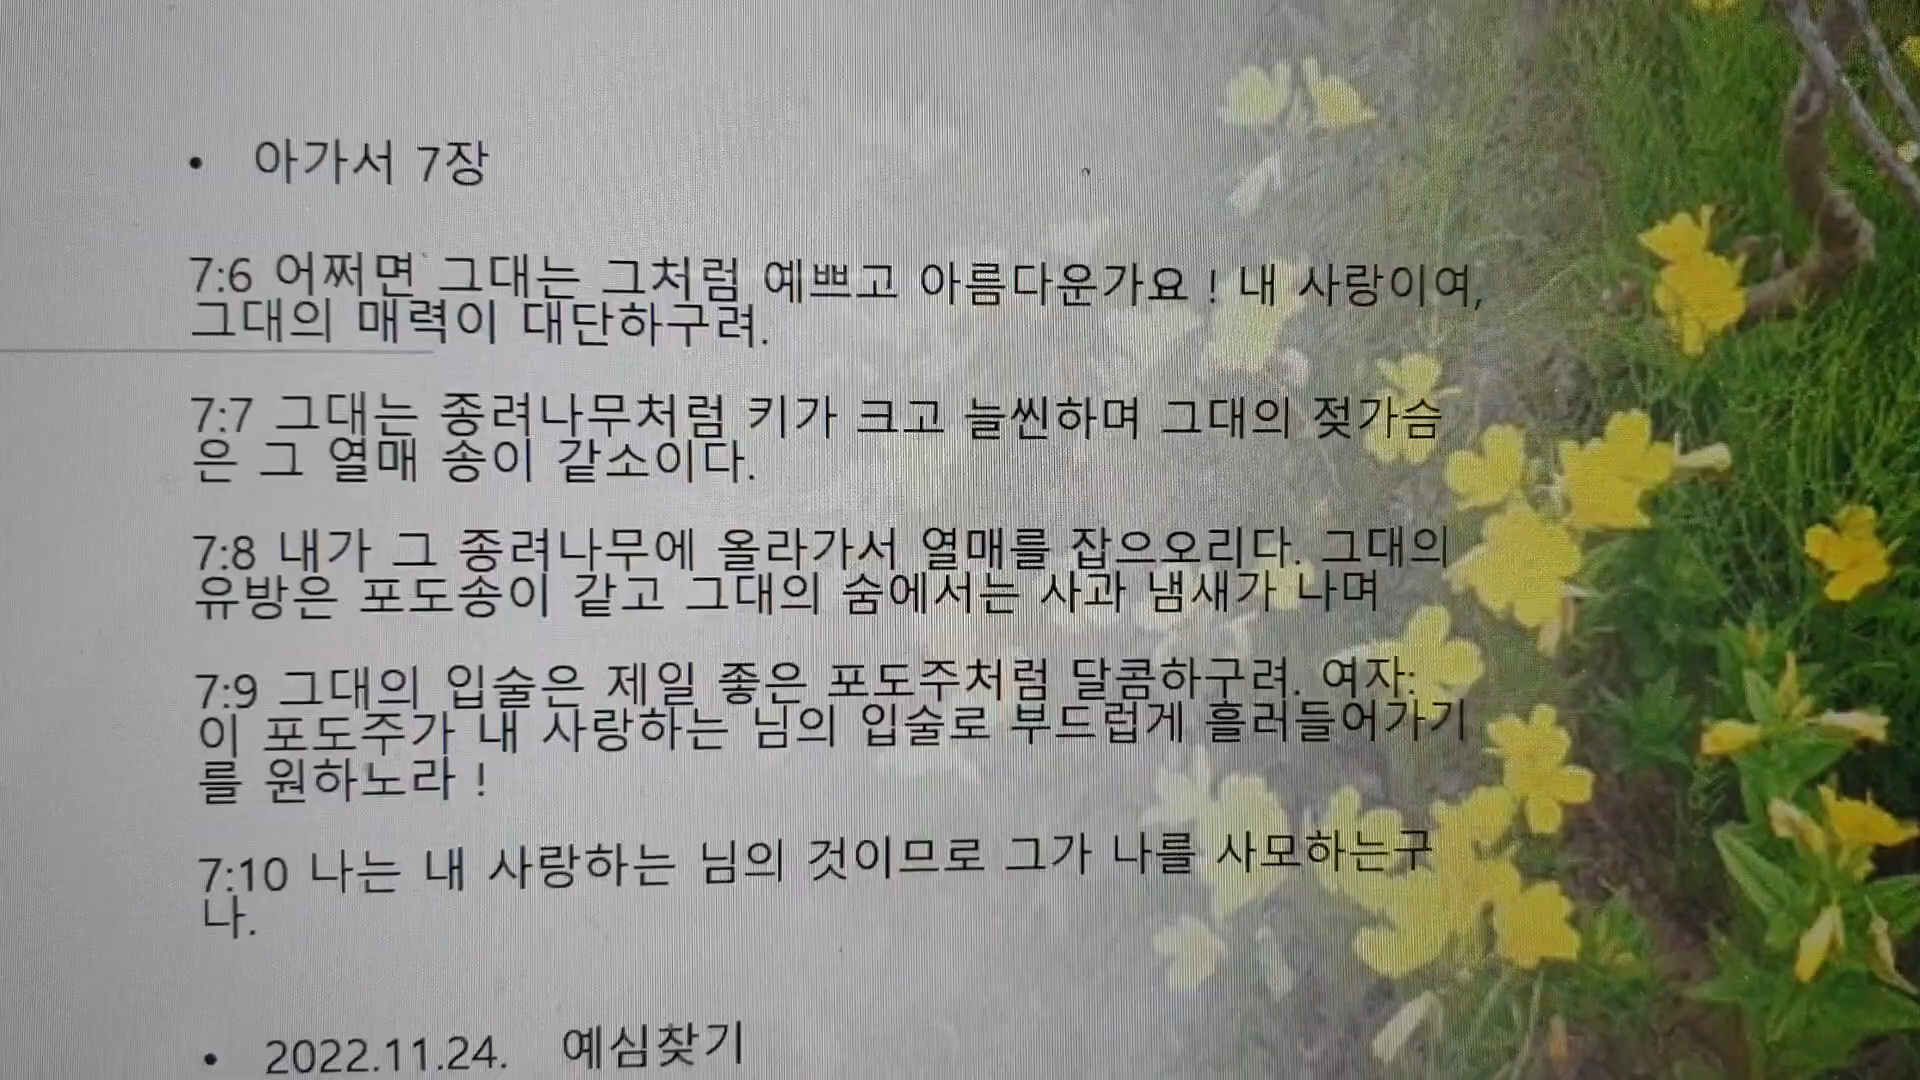 • 아가서 7장
7:6 어쩌면 그대는 그처럼 예쁘고 아름다운가요 ! 내 사랑이여,
그대의 매력이 대단하구려.
7:7 그대는 종려나무처럼 키가 크고 늘씬하며 그대의 젖가슴
은 그 열매 송이 같소이다.
7:8 내가 그 종려나무에 올라가서 열매를 잡으오리다. 그대의
유방은 포도송이 같고 그대의 숨에서는 사과 냄새가 나며
7:9 그대의 입술은 제일 좋은 포도주처럼 달콤하구려. 여자:
이 포도주가 내 사랑하는 님의 입술로 부드럽게 흘러들어가기
를 원하노라 !
7:10 나는 내 사랑하는 님의 것이므로 그가 나를 사모하는구
나.
• 2022.11.24. 예심찾기